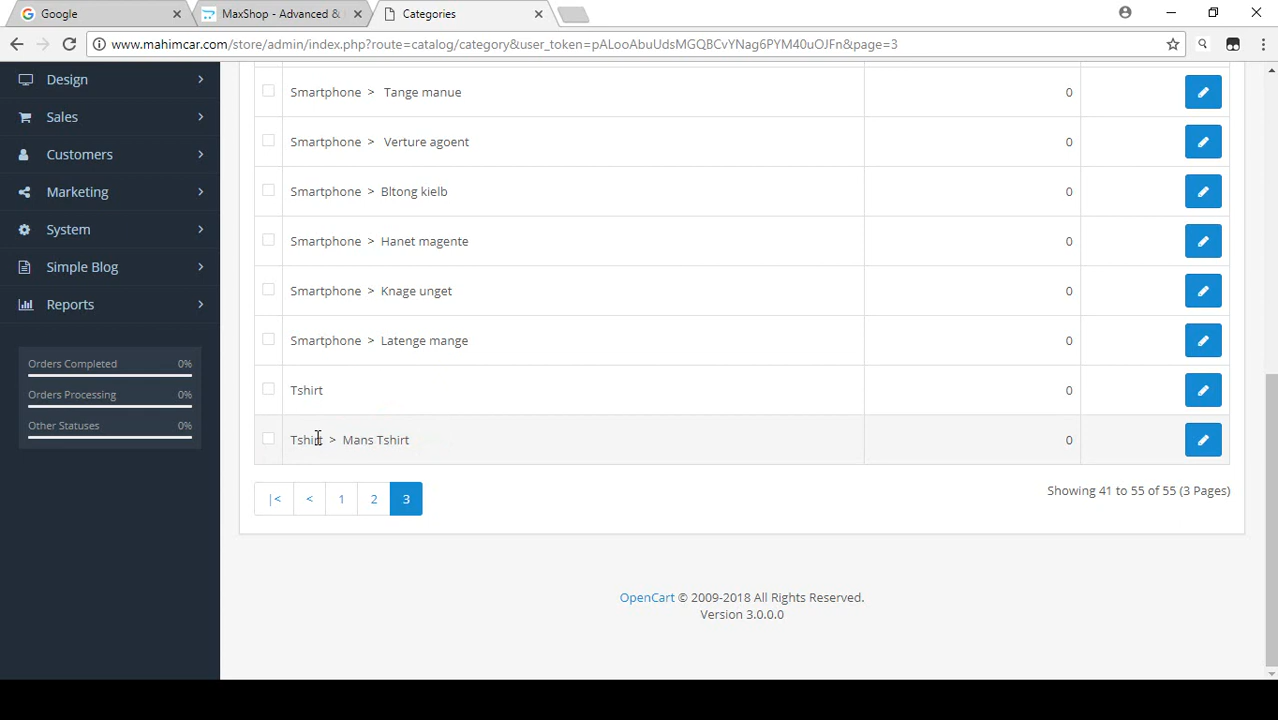 Google
MaxShop - Advanced &
Categories
www.mahimcar.com/store/admin/index.php?route=catalog/category&user_token=pALooAbuUdsMGQBCvYNag6PYM40uOJFn&page=3
Design
Sales
Customers
Marketing
System
Simple Blog
Reports
Orders Completed 0%
Orders Processing 0%
Other Statuses 0%
Smartphone > Tange manue 0
Smartphone > Verture agoent 0
Smartphone > Bltong kielb 0
Smartphone > Hanet magente 0
Smartphone > Knage unget 0
Smartphone > Latenge mange 0
Tshirt 0
Tshirt > Mans Tshirt 0
|< < 1 2 3
Showing 41 to 55 of 55 (3 Pages)
OpenCart © 2009-2018 All Rights Reserved.
Version 3.0.0.0